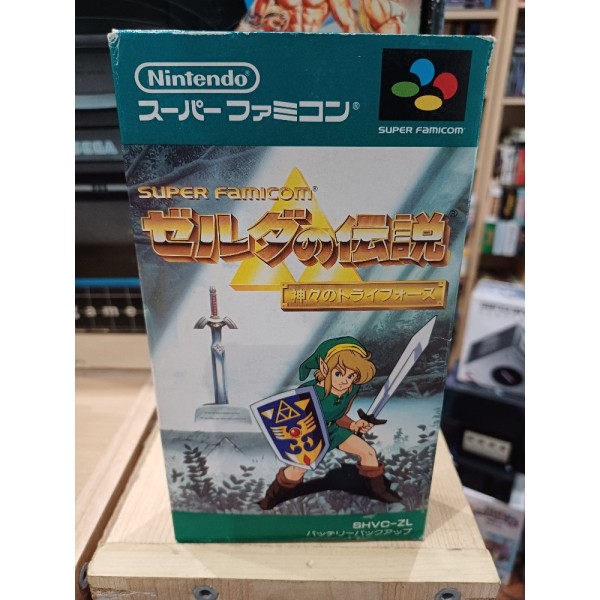 Nintendo®
スーパーファミコン®
SUPER FAMICOM™
SUPER FAMICOM®
ゼルダの伝説®
神々のトライフォース
SHVC-ZL
バッテリーバックアップ
SEGA